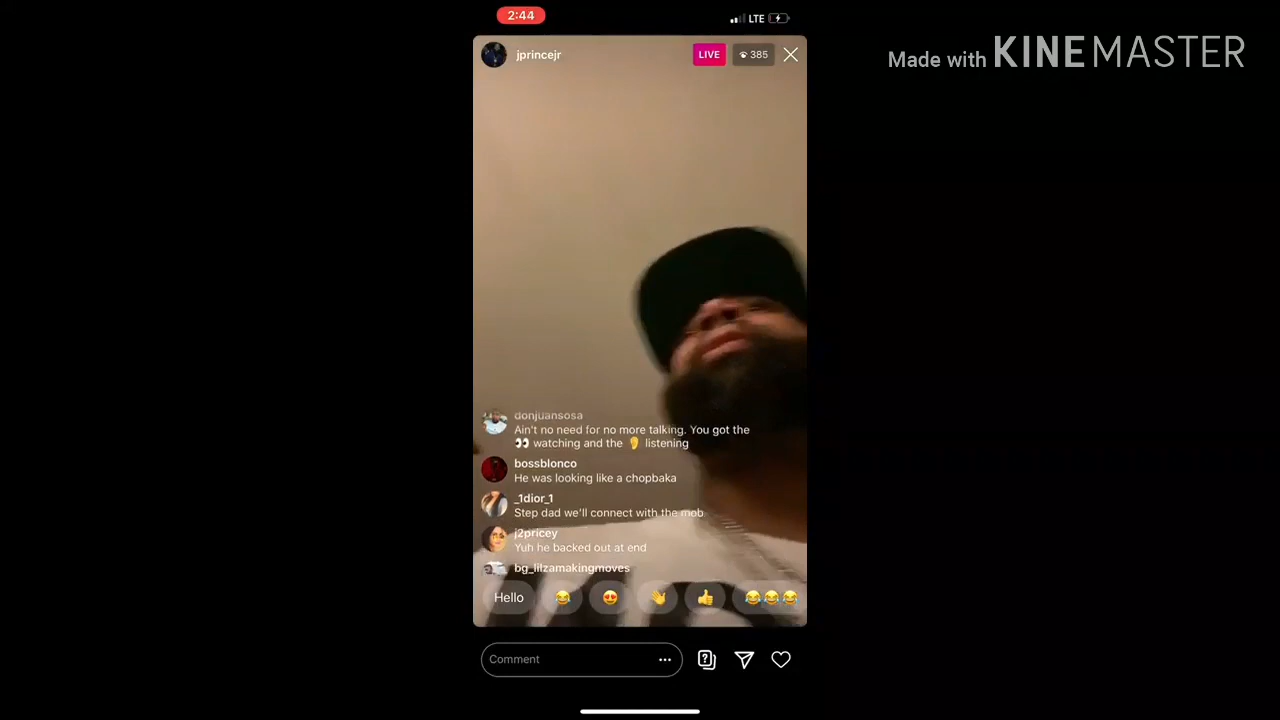 2:44
LTE
jprincejr
LIVE
385
Made with KINEMASTER
donjuansosa
Ain't no need for no more talking. You got the
👀 watching and the 👂 listening
bossblonco
He was looking like a chopbaka
_1dior_1
Step dad we'll connect with the mob
j2pricey
Yuh he backed out at end
bg_lilzamakingmoves
Hello 😂 😍 👋 👍 😂😂😂
Comment